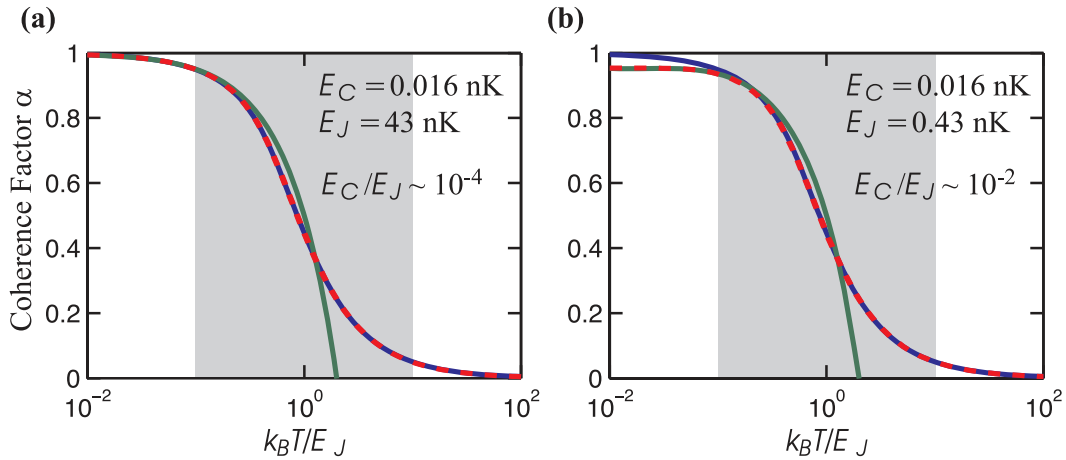 (a)
E_C = 0.016 nK
E_J = 43 nK
E_C/E_J ~ 10^-4
Coherence Factor α
1
0.8
0.6
0.4
0.2
0
10^-2
10^0
10^2
k_BT/E_J
(b)
E_C = 0.016 nK
E_J = 0.43 nK
E_C/E_J ~ 10^-2
1
0.8
0.6
0.4
0.2
0
10^-2
10^0
10^2
k_BT/E_J